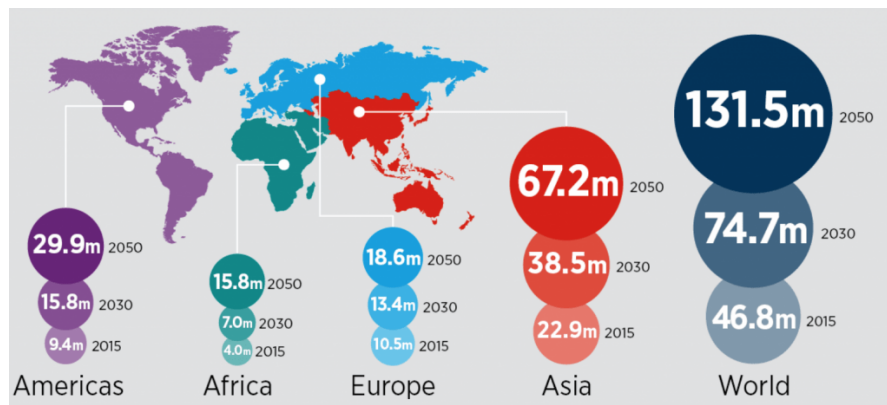 29.9m 2050
15.8m 2030
9.4m 2015
Americas
15.8m 2050
7.0m 2030
4.0m 2015
Africa
18.6m 2050
13.4m 2030
10.5m 2015
Europe
67.2m 2050
38.5m 2030
22.9m 2015
Asia
131.5m 2050
74.7m 2030
46.8m 2015
World